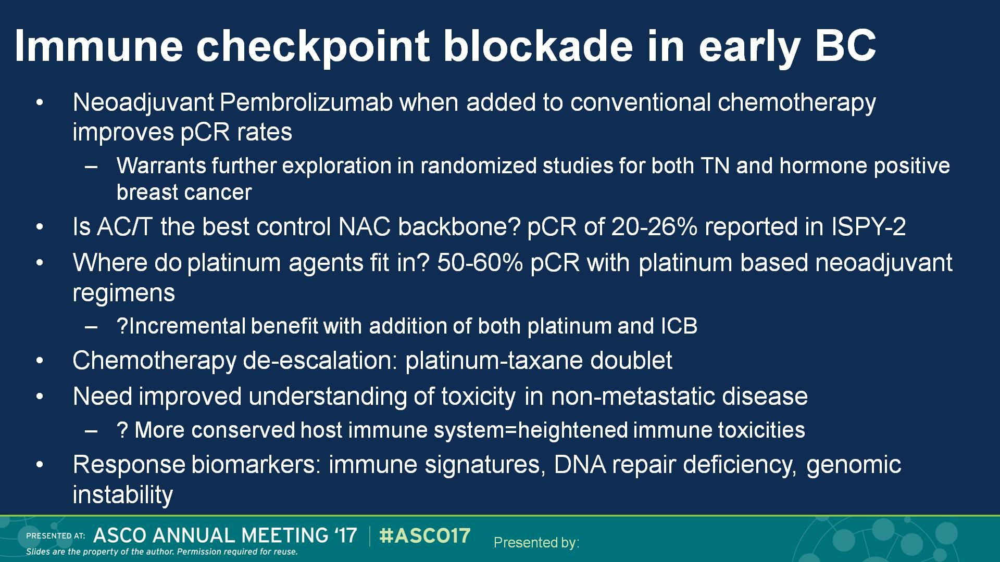 Immune checkpoint blockade in early BC
• Neoadjuvant Pembrolizumab when added to conventional chemotherapy
improves pCR rates
– Warrants further exploration in randomized studies for both TN and hormone positive
breast cancer
• Is AC/T the best control NAC backbone? pCR of 20-26% reported in ISPY-2
• Where do platinum agents fit in? 50-60% pCR with platinum based neoadjuvant
regimens
– ?Incremental benefit with addition of both platinum and ICB
• Chemotherapy de-escalation: platinum-taxane doublet
• Need improved understanding of toxicity in non-metastatic disease
– ? More conserved host immune system=heightened immune toxicities
• Response biomarkers: immune signatures, DNA repair deficiency, genomic
instability
PRESENTED AT: ASCO ANNUAL MEETING ‘17 | #ASCO17
Slides are the property of the author. Permission required for reuse.
Presented by: